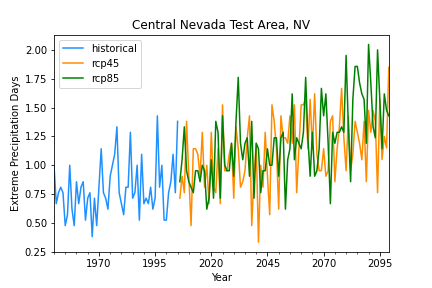 Central Nevada Test Area, NV
historical
rcp45
rcp85
Extreme Precipitation Days
2.00
1.75
1.50
1.25
1.00
0.75
0.50
0.25
1970 1995 2020 2045 2070 2095
Year